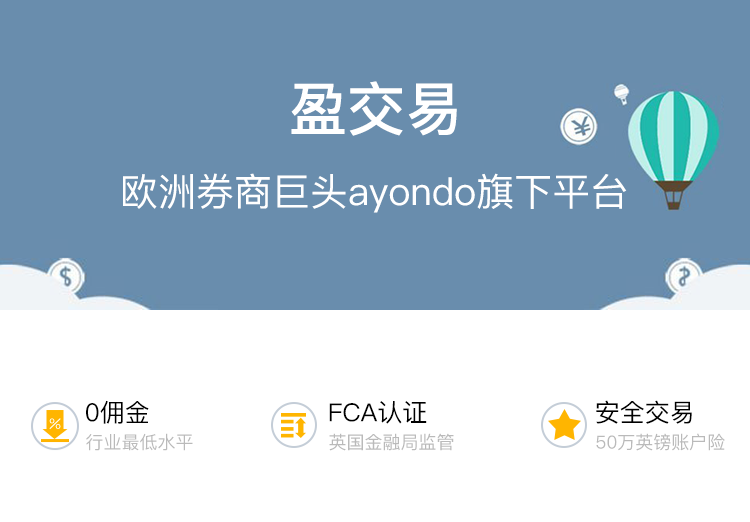 盈交易
¥
欧洲券商巨头ayondo旗下平台
$
%
0佣金
行业最低水平
FCA认证
英国金融局监管
安全交易
50万英镑账户险